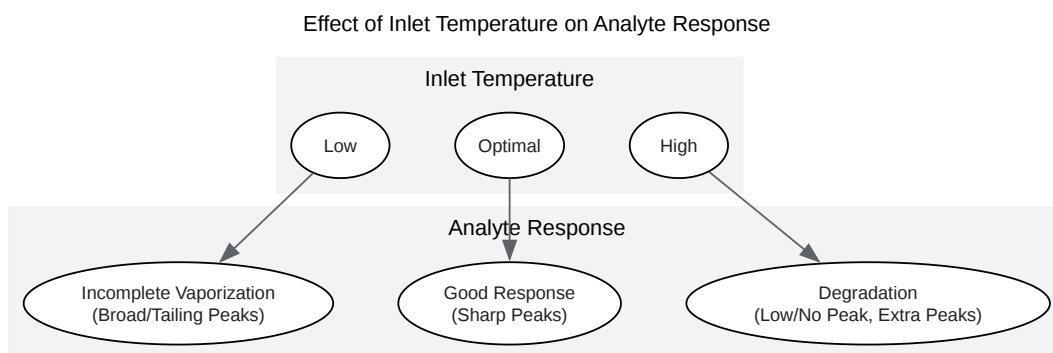 Effect of Inlet Temperature on Analyte Response
Inlet Temperature
Low
Optimal
High
Analyte Response
Incomplete Vaporization
(Broad/Tailing Peaks)
Good Response
(Sharp Peaks)
Degradation
(Low/No Peak, Extra Peaks)